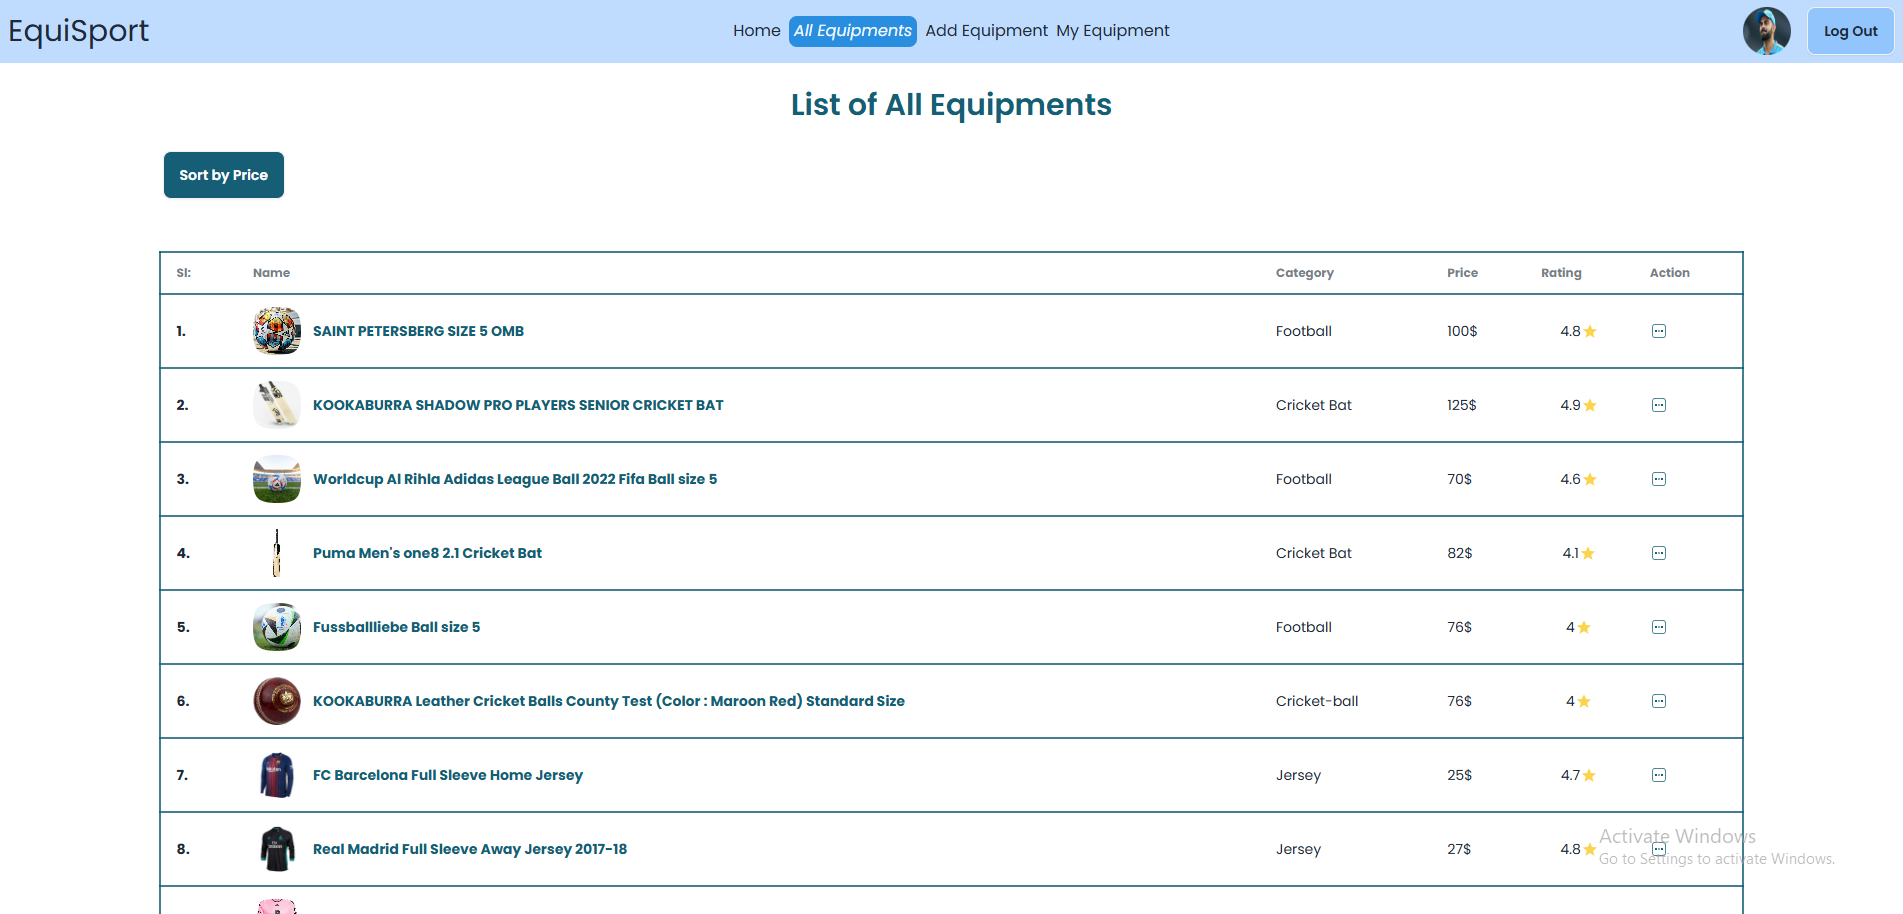 EquiSport
Home All Equipments Add Equipment My Equipment
Log Out
List of All Equipments
Sort by Price
Sl: Name Category Price Rating Action
1. SAINT PETERSBERG SIZE 5 OMB Football 100$ 4.8
2. KOOKABURRA SHADOW PRO PLAYERS SENIOR CRICKET BAT Cricket Bat 125$ 4.9
3. Worldcup Al Rihla Adidas League Ball 2022 Fifa Ball size 5 Football 70$ 4.6
4. Puma Men's one8 2.1 Cricket Bat Cricket Bat 82$ 4.1
5. Fussballliebe Ball size 5 Football 76$ 4
6. KOOKABURRA Leather Cricket Balls County Test (Color : Maroon Red) Standard Size Cricket-ball 76$ 4
7. FC Barcelona Full Sleeve Home Jersey Jersey 25$ 4.7
8. Real Madrid Full Sleeve Away Jersey 2017-18 Jersey 27$ 4.8
Activate Windows
Go to Settings to activate Windows.